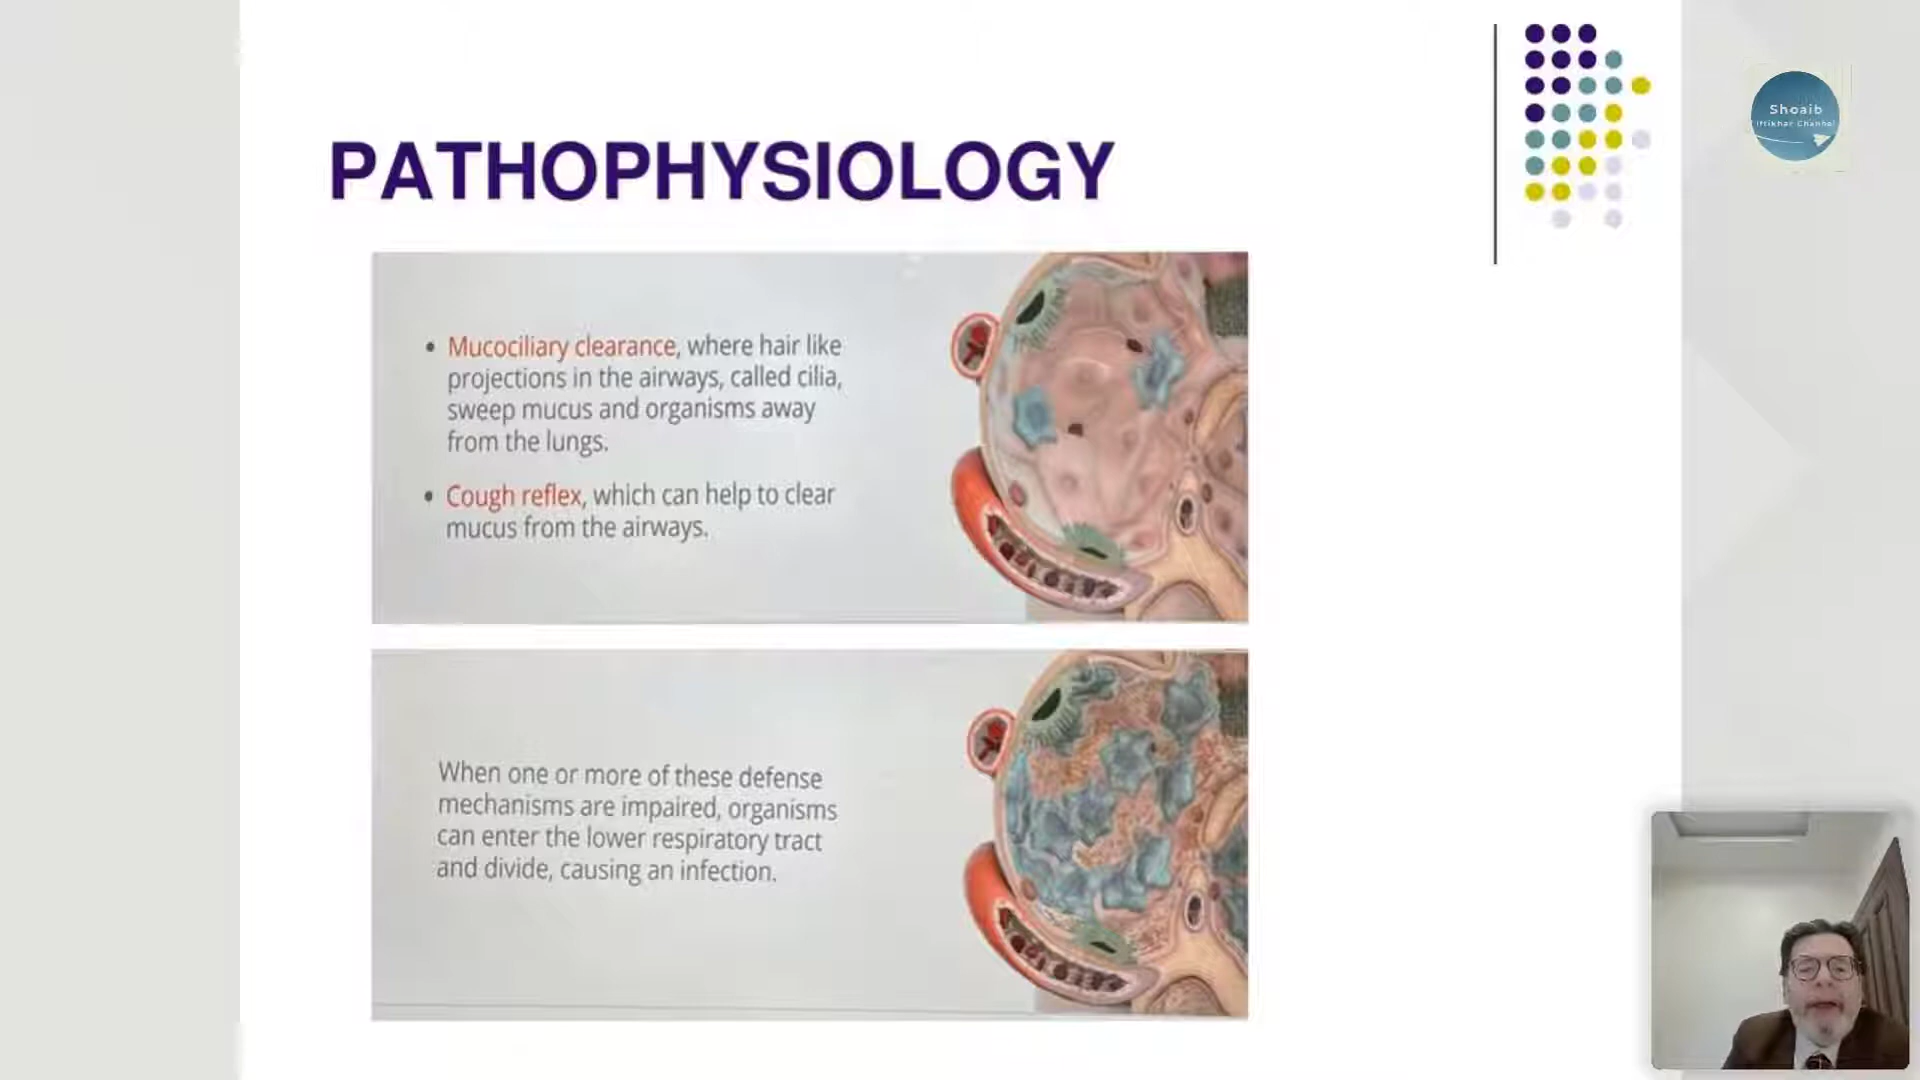 Shoaib
Iftikhar Channel
PATHOPHYSIOLOGY
• Mucociliary clearance, where hair like
projections in the airways, called cilia,
sweep mucus and organisms away
from the lungs.
• Cough reflex, which can help to clear
mucus from the airways.
When one or more of these defense
mechanisms are impaired, organisms
can enter the lower respiratory tract
and divide, causing an infection.